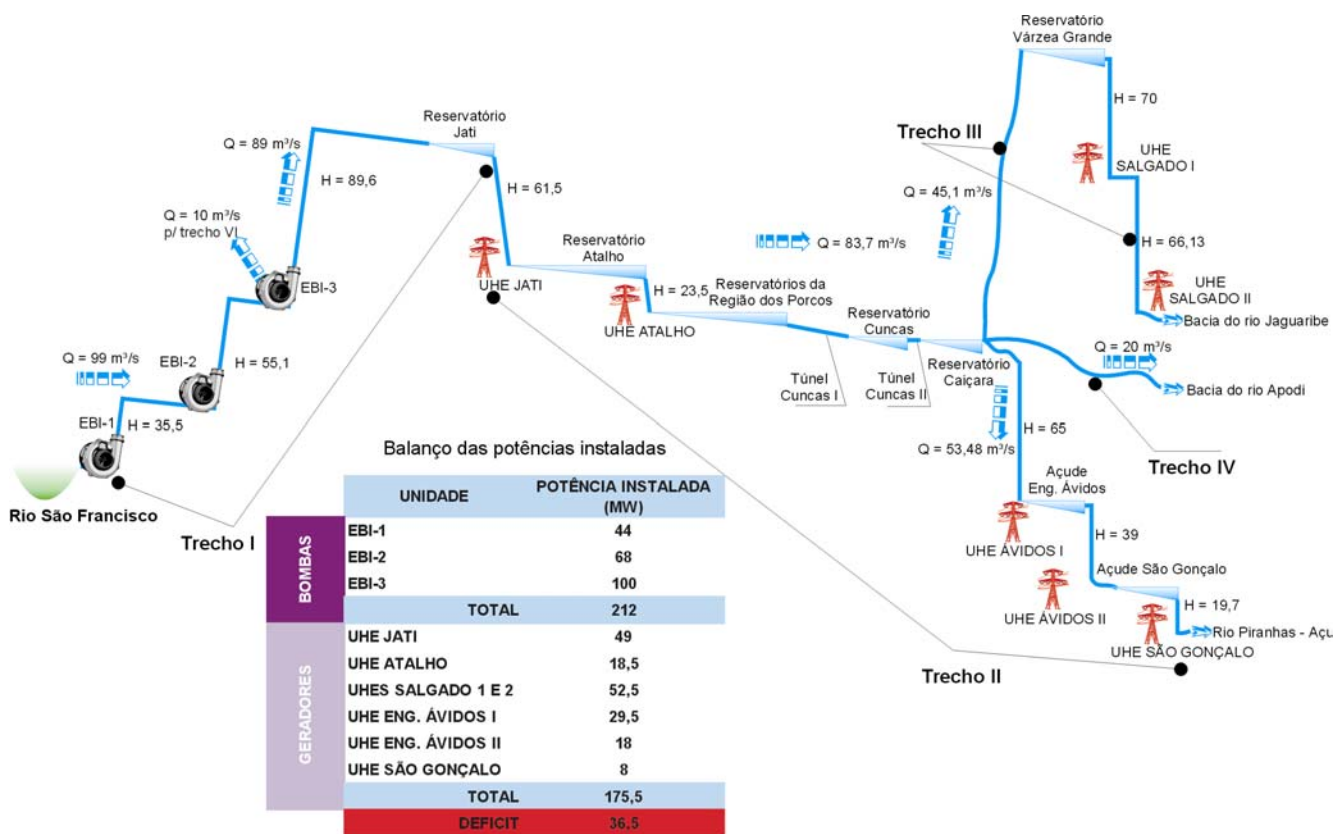 Reservatório
Várzea Grande
H = 70
Trecho III
UHE
SALGADO I
Q = 45,1 m³/s
H = 66,13
UHE
SALGADO II
Bacia do rio Jaguaribe
Q = 89 m³/s
Reservatório
Jati
H = 89,6
H = 61,5
Q = 10 m³/s
p/ trecho VI
EBI-3
UHE JATI
Reservatório
Atalho
Q = 83,7 m³/s
H = 23,5
Reservatórios da
Região dos Porcos
UHE ATALHO
Reservatório
Cuncas
Reservatório
Caiçara
Túnel
Cuncas I
Túnel
Cuncas II
Q = 20 m³/s
Bacia do rio Apodi
Q = 99 m³/s
EBI-2
H = 55,1
EBI-1
H = 35,5
Rio São Francisco
Trecho I
Q = 53,48 m³/s
H = 65
Trecho IV
Açude
Eng. Ávidos
UHE ÁVIDOS I
H = 39
Açude São Gonçalo
UHE ÁVIDOS II
H = 19,7
Rio Piranhas - Açu
UHE SÃO GONÇALO
Trecho II
Balanço das potências instaladas
UNIDADE POTÊNCIA INSTALADA
(MW)
BOMBAS
EBI-1 44
EBI-2 68
EBI-3 100
TOTAL 212
GERADORES
UHE JATI 49
UHE ATALHO 18,5
UHES SALGADO 1 E 2 52,5
UHE ENG. ÁVIDOS I 29,5
UHE ENG. ÁVIDOS II 18
UHE SÃO GONÇALO 8
TOTAL 175,5
DEFICIT 36,5